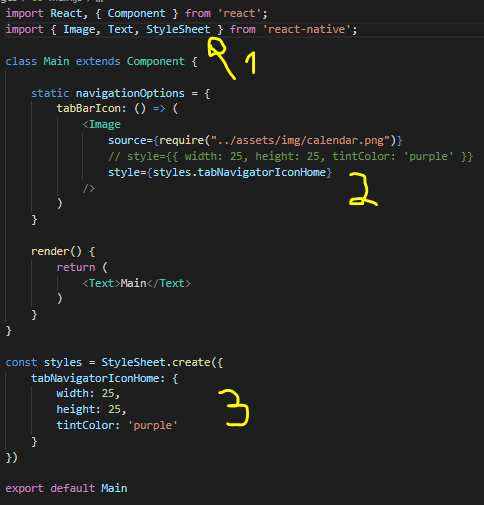 import React, { Component } from 'react';
import { Image, Text, StyleSheet } from 'react-native';
1
class Main extends Component {
static navigationOptions = {
tabBarIcon: () => (
<Image
source={require("../assets/img/calendar.png")}
// style={{ width: 25, height: 25, tintColor: 'purple' }}
style={styles.tabNavigatorIconHome}
2
/>
)
}
render() {
return (
<Text>Main</Text>
)
}
}
const styles = StyleSheet.create({
tabNavigatorIconHome: {
width: 25,
height: 25,
3
tintColor: 'purple'
}
})
export default Main